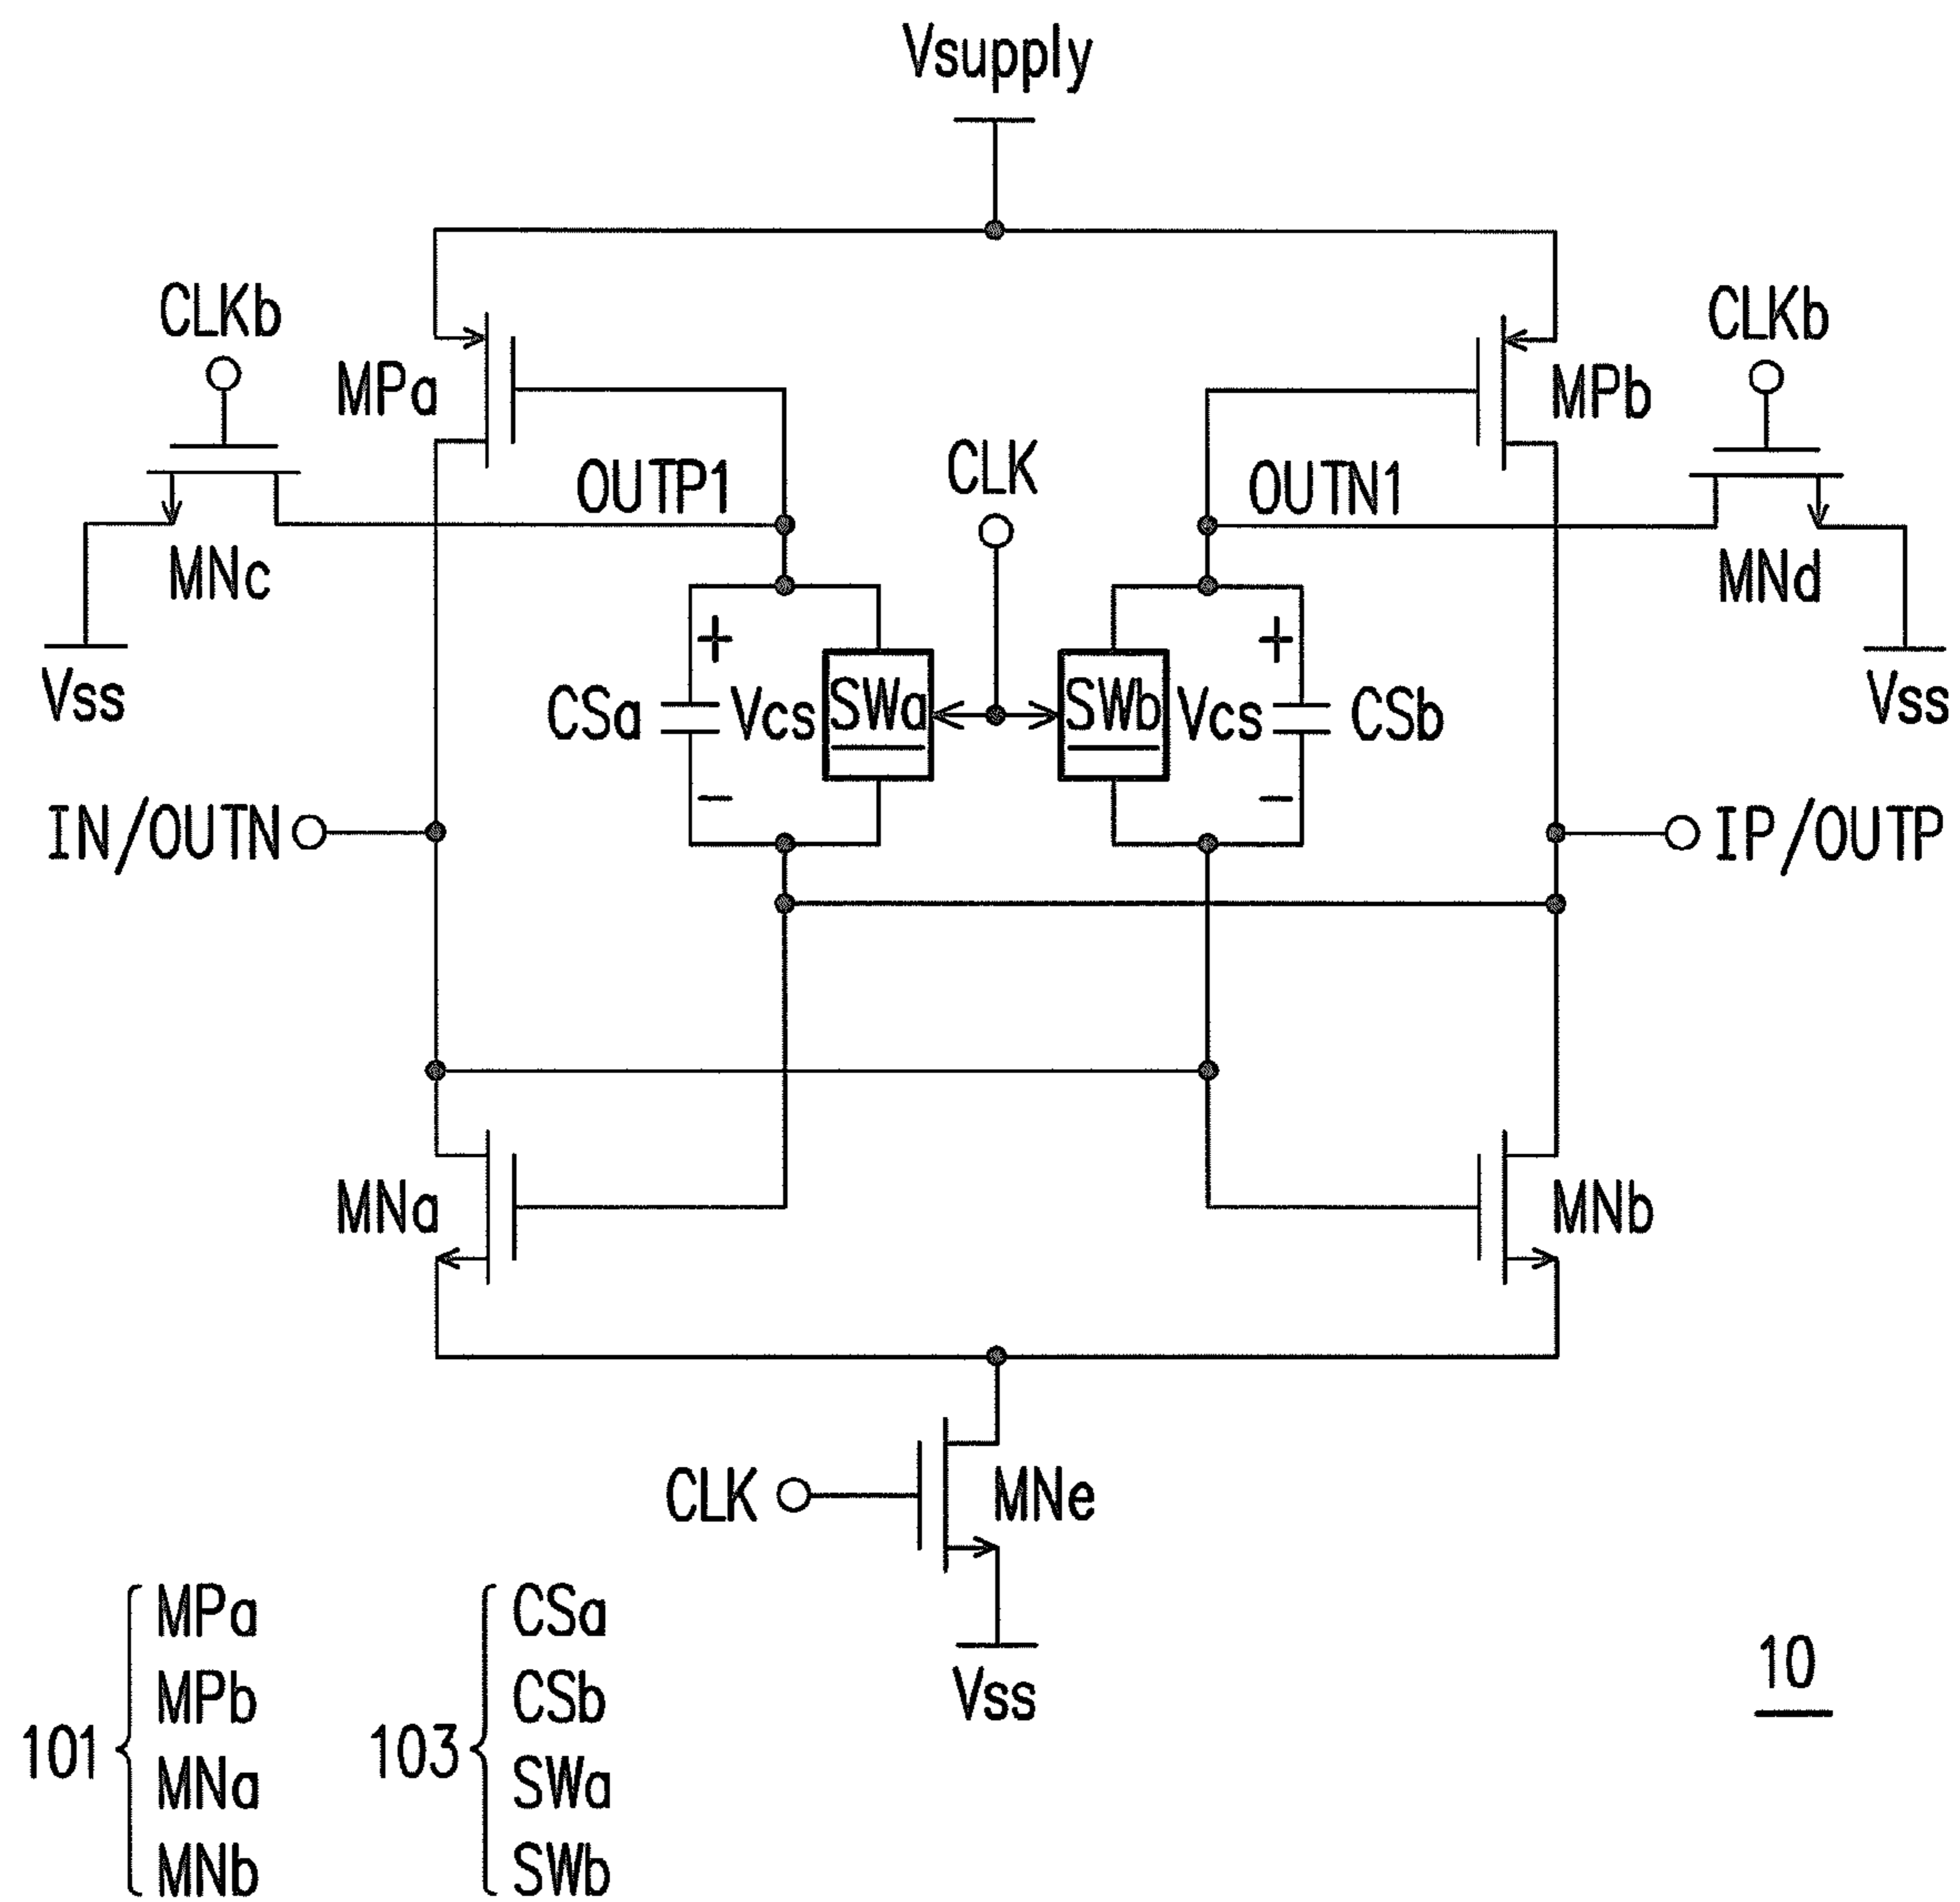 Vsupply
CLKb
CLKb
MPa
MPb
CLK
OUTP1
OUTN1
MNc
MNd
Vss
CSa
+
Vcs
−
SWa
SWb
Vcs
+
−
CSb
Vss
IN/OUTN
IP/OUTP
MNa
MNb
CLK
MNe
Vss
101
MPa
MPb
MNa
MNb
103
CSa
CSb
SWa
SWb
10